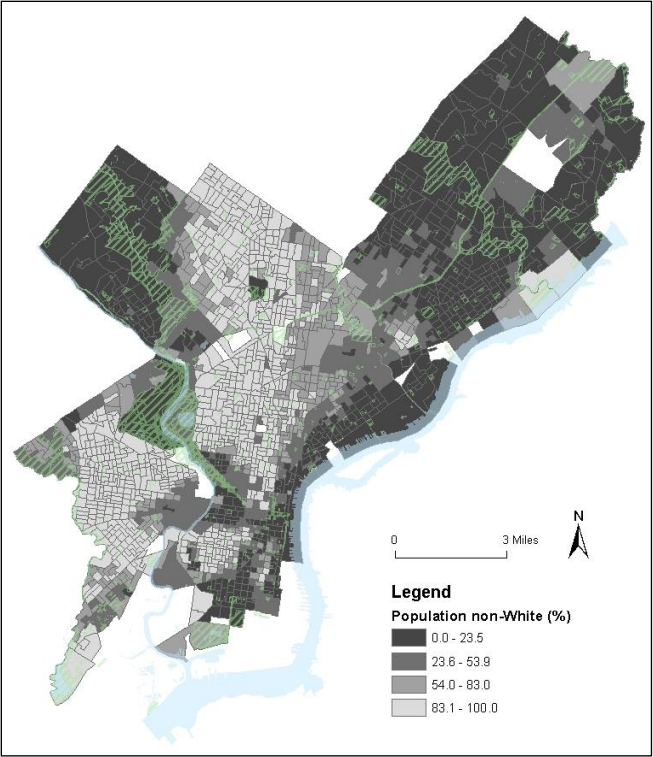 N
0 3 Miles
Legend
Population non-White (%)
0.0 - 23.5
23.6 - 53.9
54.0 - 83.0
83.1 - 100.0